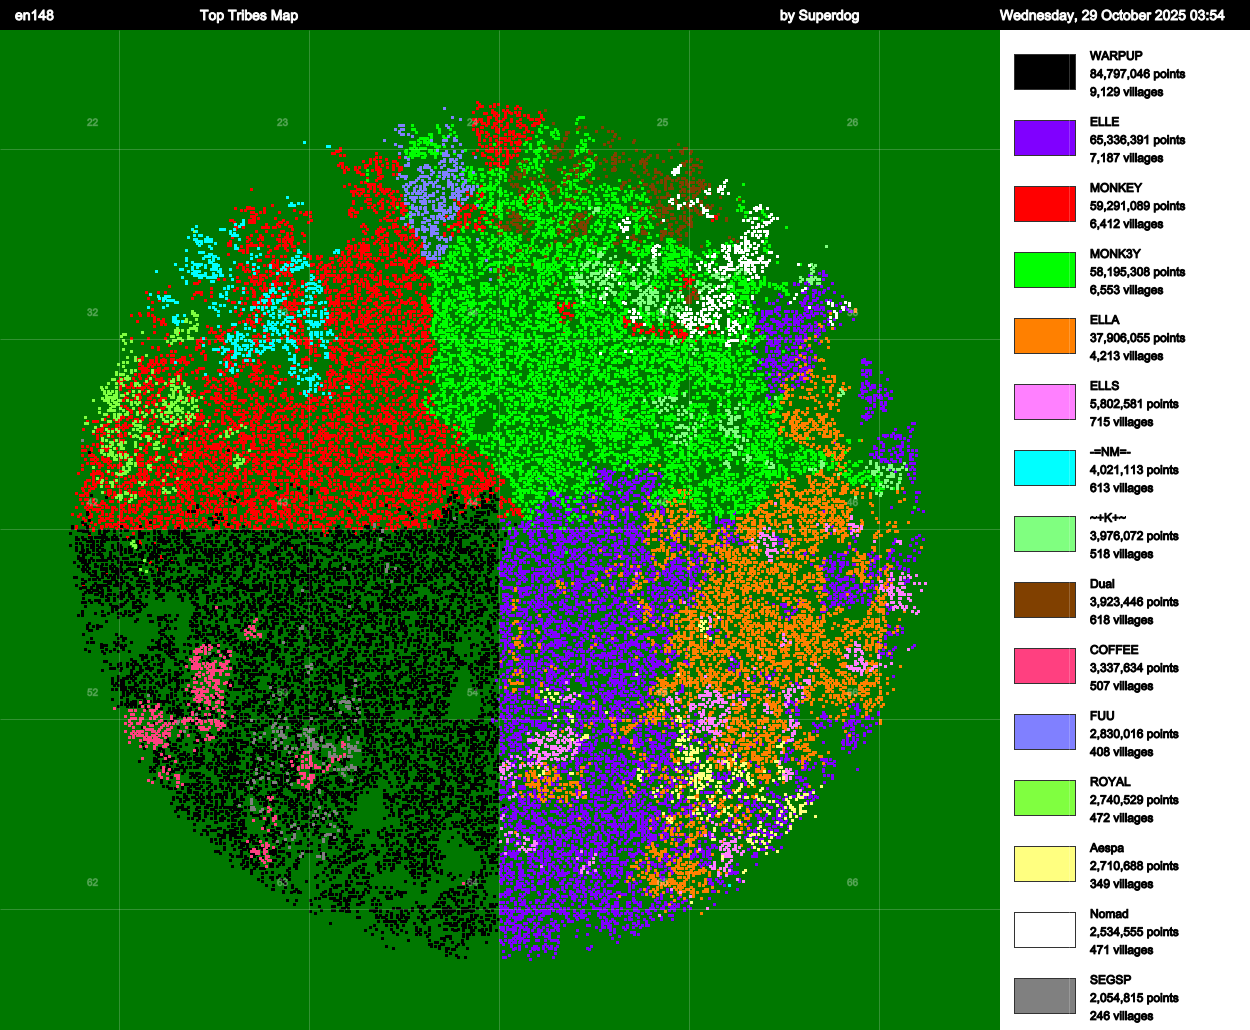 en148 Top Tribes Map by Superdog Wednesday, 29 October 2025 03:54
WARPUP
84,797,046 points
9,129 villages
ELLE
65,336,391 points
7,187 villages
MONKEY
59,291,089 points
6,412 villages
MONK3Y
58,195,308 points
6,553 villages
ELLA
37,906,055 points
4,213 villages
ELLS
5,802,581 points
715 villages
-=NM=-
4,021,113 points
613 villages
~+K+~
3,976,072 points
518 villages
Dual
3,923,446 points
618 villages
COFFEE
3,337,634 points
507 villages
FUU
2,830,016 points
408 villages
ROYAL
2,740,529 points
472 villages
Aespa
2,710,688 points
349 villages
Nomad
2,534,555 points
471 villages
SEGSP
2,054,815 points
246 villages
22 23 24 25 26
32
42 43 44
52 53 54
62 63 64 66